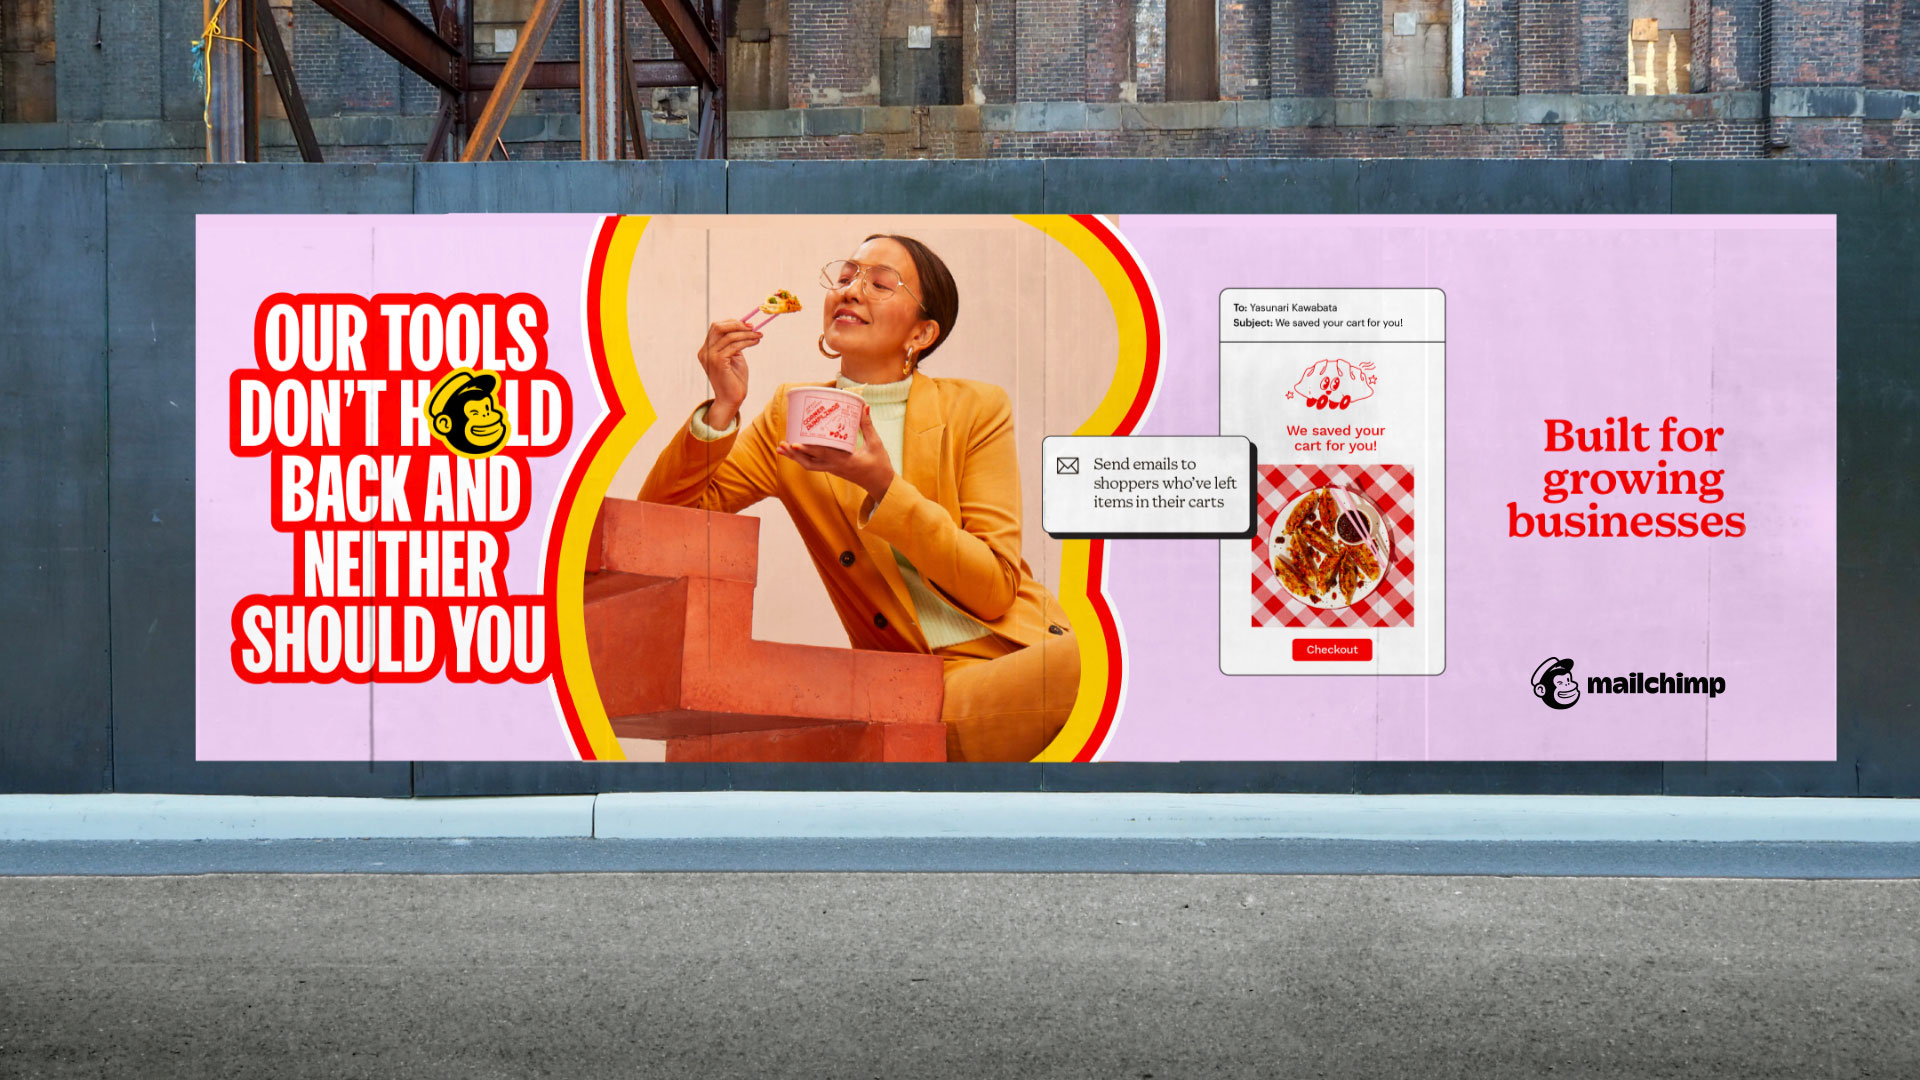 OUR TOOLS
DON'T HOLD
BACK AND
NEITHER
SHOULD YOU
CORNER
DUMPLINGS
Send emails to
shoppers who've left
items in their carts
To: Yasunari Kawabata
Subject: We saved your cart for you!
We saved your
cart for you!
Checkout
Built for
growing
businesses
mailchimp